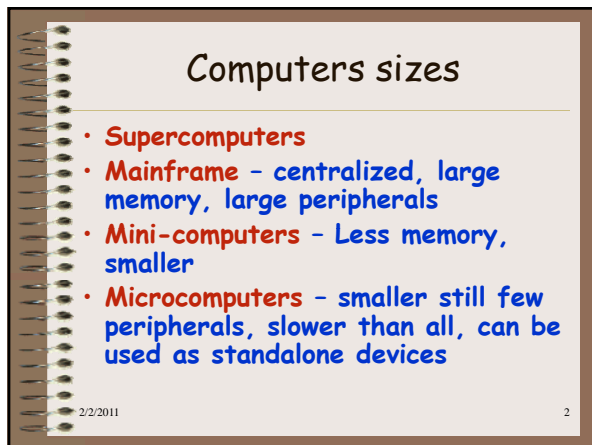 Computers sizes
• Supercomputers
• Mainframe – centralized, large
memory, large peripherals
• Mini-computers – Less memory,
smaller
• Microcomputers – smaller still few
peripherals, slower than all, can be
used as standalone devices
2/2/2011
2